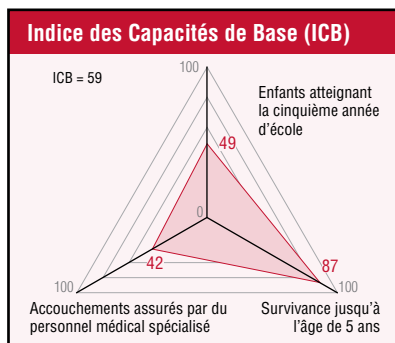 Indice des Capacités de Base (ICB)
100
ICB = 59
Enfants atteignant
la cinquième année
d'école
49
0
42
87
100
100
Accouchements assurés par du
personnel médical spécialisé
Survivance jusqu'à
l'âge de 5 ans